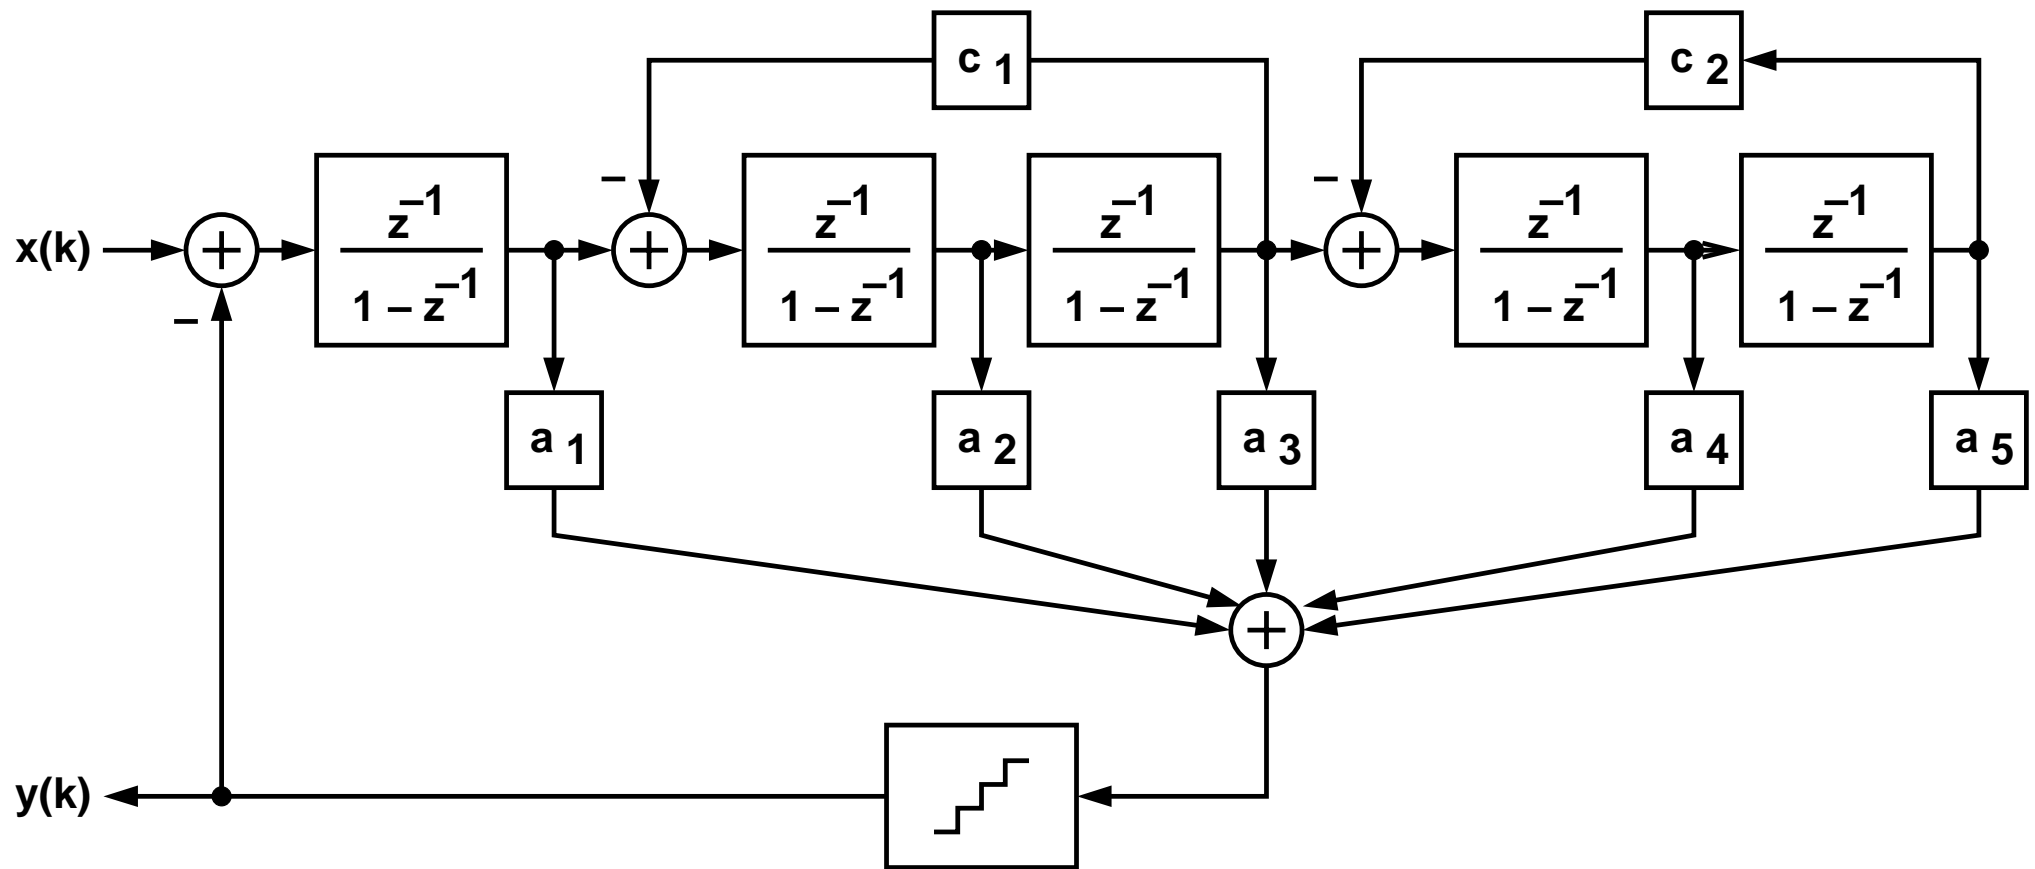 c 1
c 2
z⁻¹
z⁻¹
z⁻¹
z⁻¹
z⁻¹
1 – z⁻¹
1 – z⁻¹
1 – z⁻¹
1 – z⁻¹
1 – z⁻¹
x(k)
+
+
+
–
–
–
a 1
a 2
a 3
a 4
a 5
+
y(k)